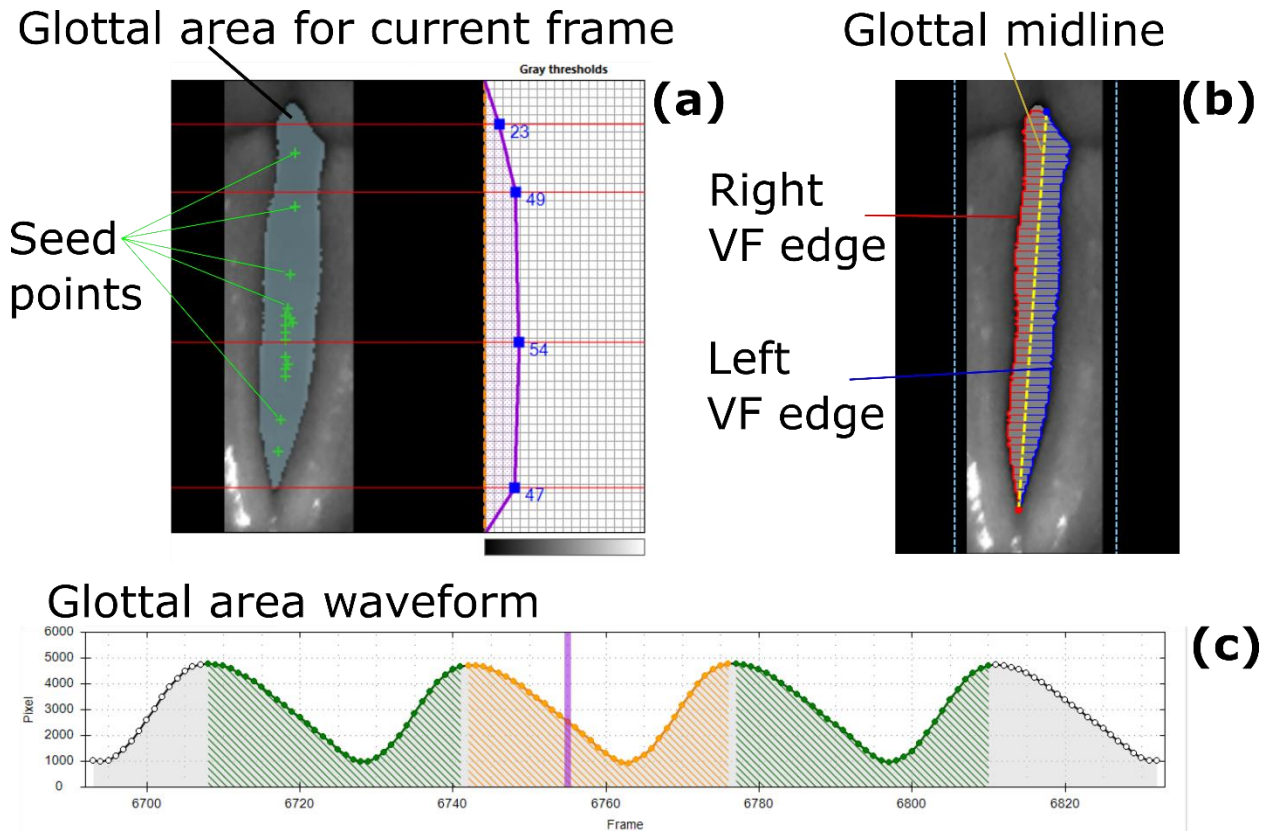 Glottal area for current frame
Gray thresholds
(a)
23
49
54
47
Seed
points
Glottal midline
(b)
Right
VF edge
Left
VF edge
Glottal area waveform
(c)
Pixel
6000
5000
4000
3000
2000
1000
0
6700
6720
6740
6760
6780
6800
6820
Frame